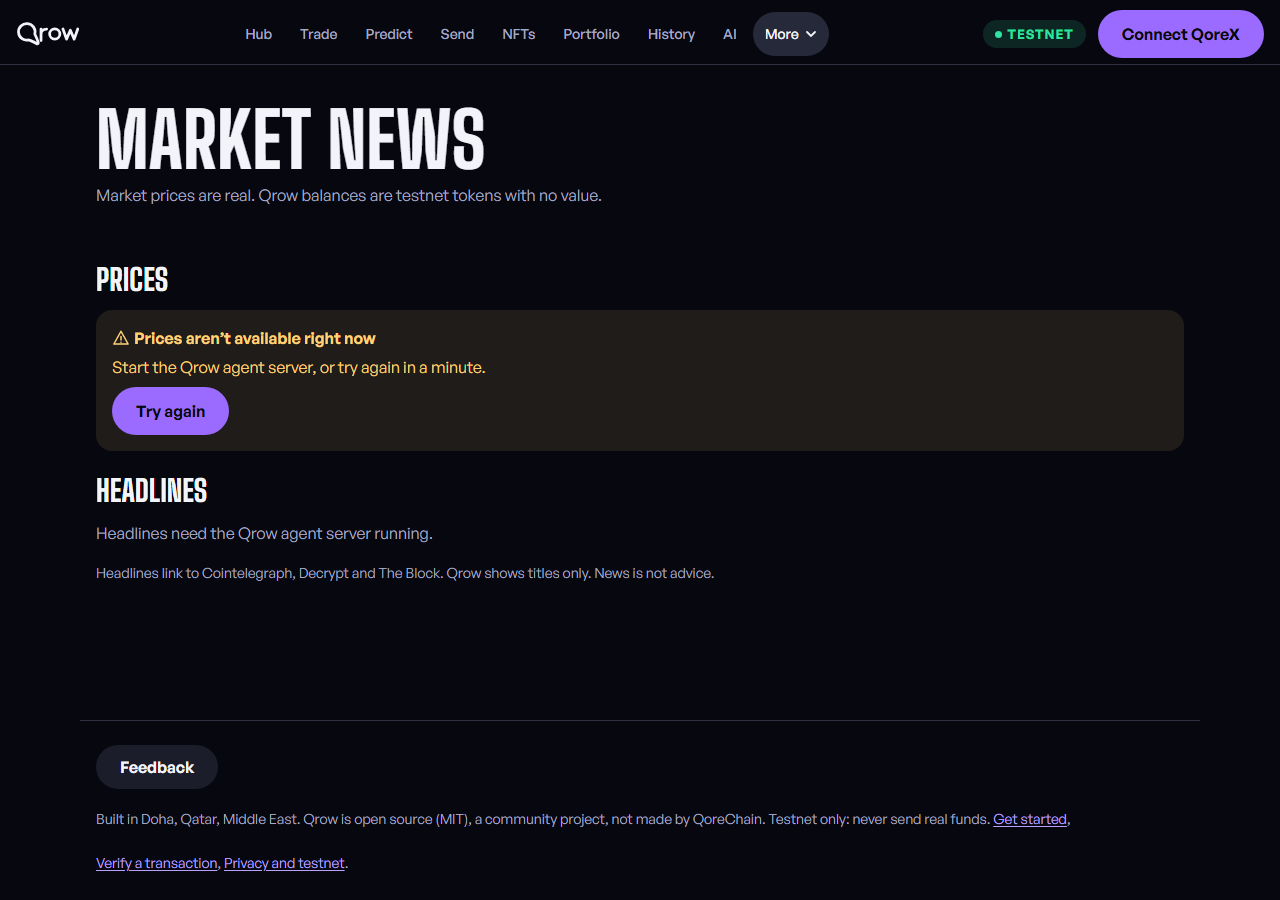 Qrow
Hub Trade Predict Send NFTs Portfolio History AI More
TESTNET
Connect QoreX
MARKET NEWS
Market prices are real. Qrow balances are testnet tokens with no value.
PRICES
Prices aren’t available right now
Start the Qrow agent server, or try again in a minute.
Try again
HEADLINES
Headlines need the Qrow agent server running.
Headlines link to Cointelegraph, Decrypt and The Block. Qrow shows titles only. News is not advice.
Feedback
Built in Doha, Qatar, Middle East. Qrow is open source (MIT), a community project, not made by QoreChain. Testnet only: never send real funds. Get started,
Verify a transaction, Privacy and testnet.